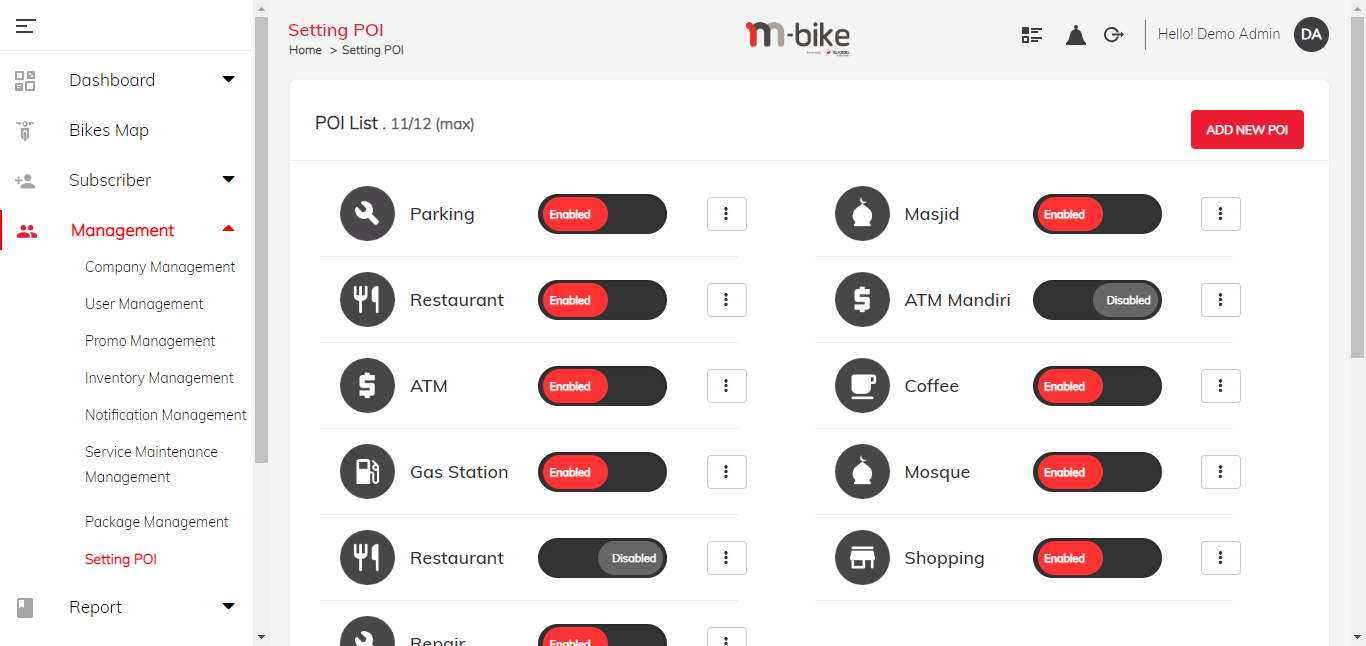 Setting POI
Home > Setting POI
m-bike
Hello! Demo Admin
DA
Dashboard
Bikes Map
Subscriber
Management
Company Management
User Management
Promo Management
Inventory Management
Notification Management
Service Maintenance
Management
Package Management
Setting POI
Report
POI List . 11/12 (max)
ADD NEW POI
Parking
Enabled
Masjid
Enabled
Restaurant
Enabled
ATM Mandiri
Disabled
ATM
Enabled
Coffee
Enabled
Gas Station
Enabled
Mosque
Enabled
Restaurant
Disabled
Shopping
Enabled
Repair
Enabled